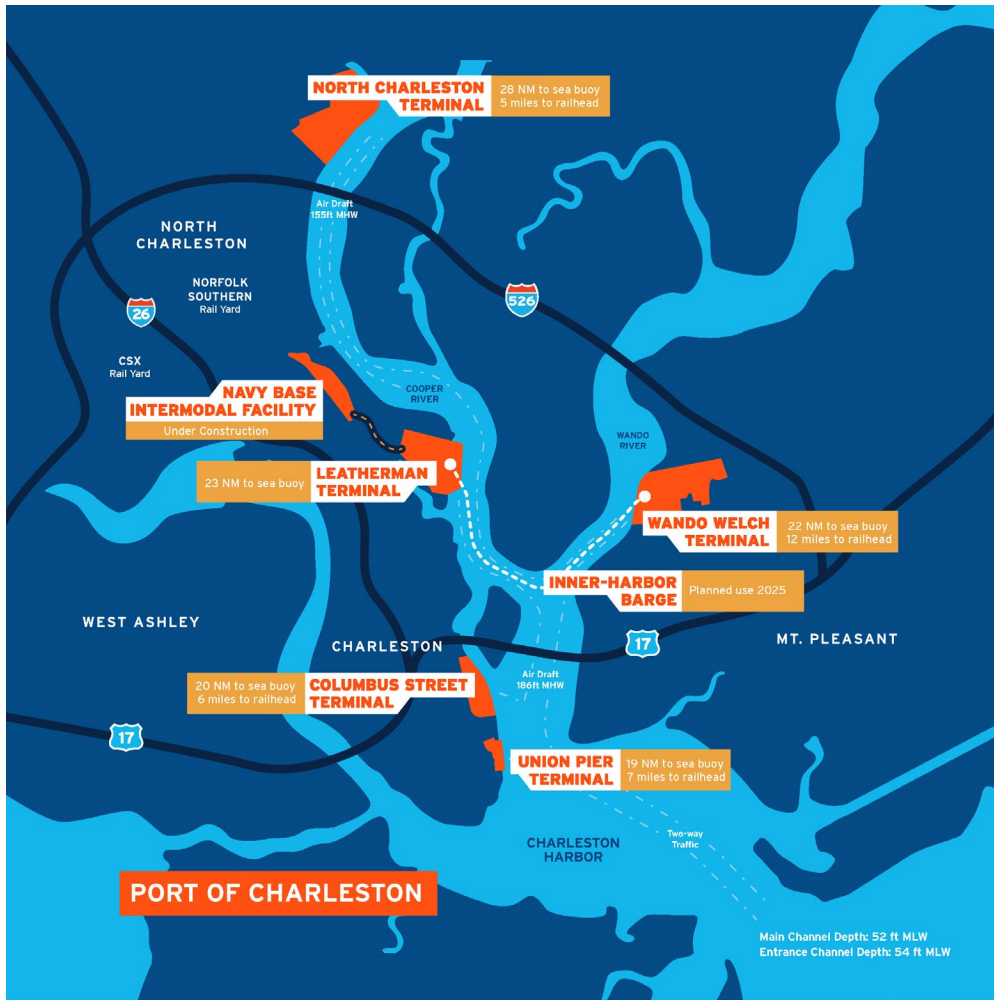 NORTH CHARLESTON
TERMINAL
28 NM to sea buoy
5 miles to railhead
Air Draft
155ft MHW
NORTH
CHARLESTON
NORFOLK
SOUTHERN
Rail Yard
26
526
CSX
Rail Yard
NAVY BASE
INTERMODAL FACILITY
Under Construction
COOPER
RIVER
WANDO
RIVER
23 NM to sea buoy
LEATHERMAN
TERMINAL
WANDO WELCH
TERMINAL
22 NM to sea buoy
12 miles to railhead
INNER-HARBOR
BARGE
Planned use 2025
WEST ASHLEY
CHARLESTON
17
MT. PLEASANT
Air Draft
186ft MHW
20 NM to sea buoy
6 miles to railhead
COLUMBUS STREET
TERMINAL
17
UNION PIER
TERMINAL
19 NM to sea buoy
7 miles to railhead
Two-way
Traffic
CHARLESTON
HARBOR
PORT OF CHARLESTON
Main Channel Depth: 52 ft MLW
Entrance Channel Depth: 54 ft MLW